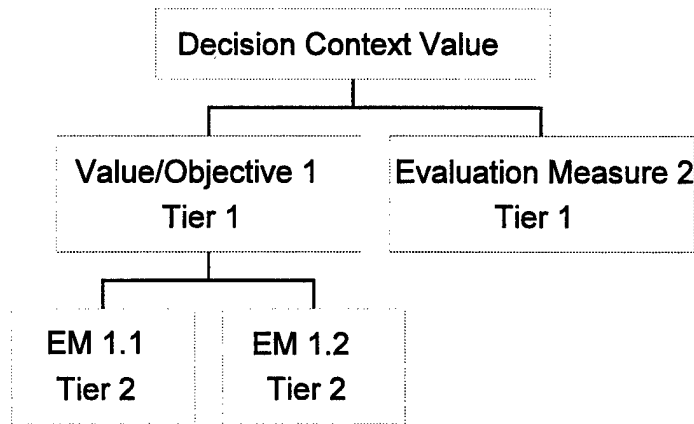 Decision Context Value
Value/Objective 1
Tier 1
Evaluation Measure 2
Tier 1
EM 1.1
Tier 2
EM 1.2
Tier 2